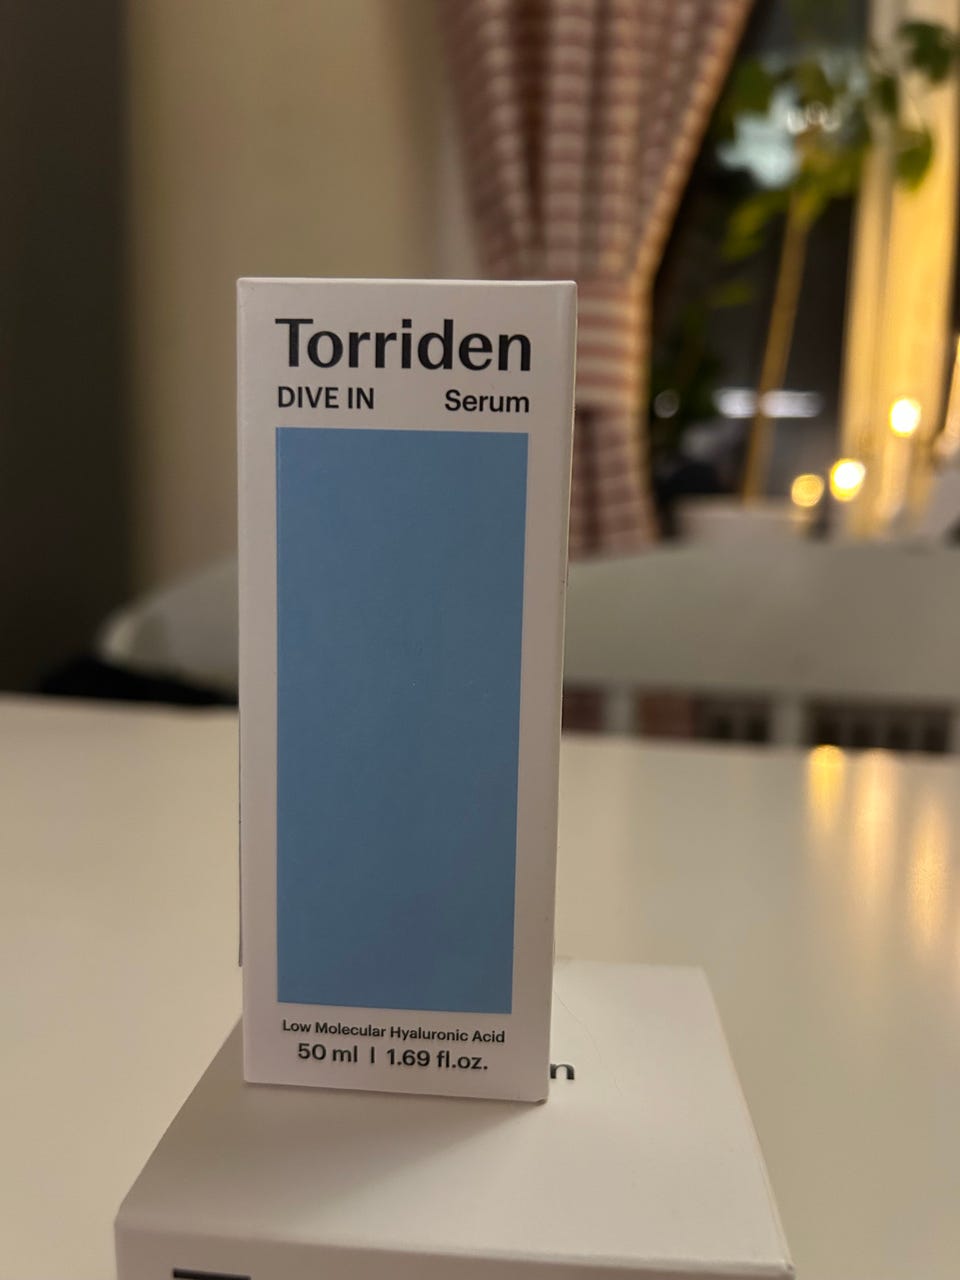 Torriden
DIVE IN Serum
Low Molecular Hyaluronic Acid
50 ml | 1.69 fl.oz.
n